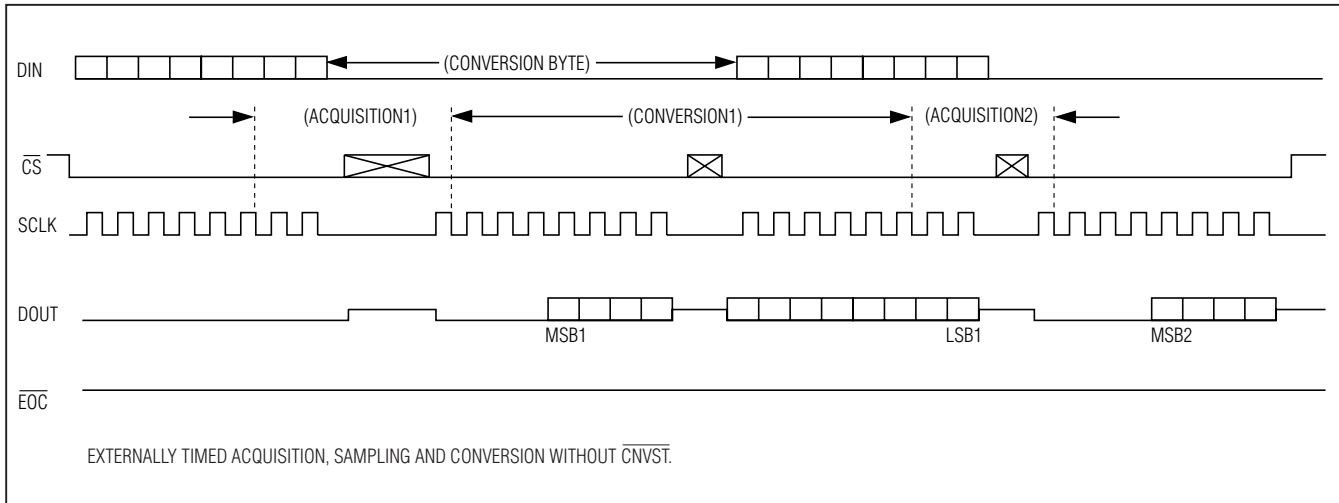 DIN
(CONVERSION BYTE)
(ACQUISITION1)
(CONVERSION1)
(ACQUISITION2)
CS
SCLK
DOUT
MSB1
LSB1
MSB2
EOC
EXTERNALLY TIMED ACQUISITION, SAMPLING AND CONVERSION WITHOUT CNVST.